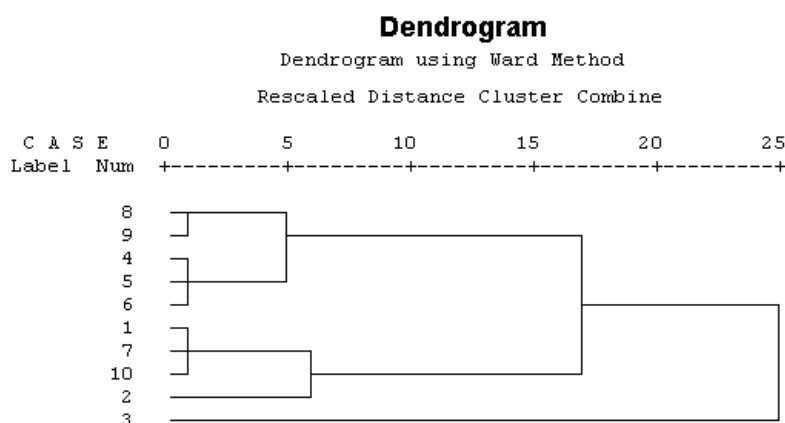 Dendrogram
Dendrogram using Ward Method
Rescaled Distance Cluster Combine
C A S E 0 5 10 15 20 25
Label Num +---------+---------+---------+---------+---------+
8
9
4
5
6
1
7
10
2
3